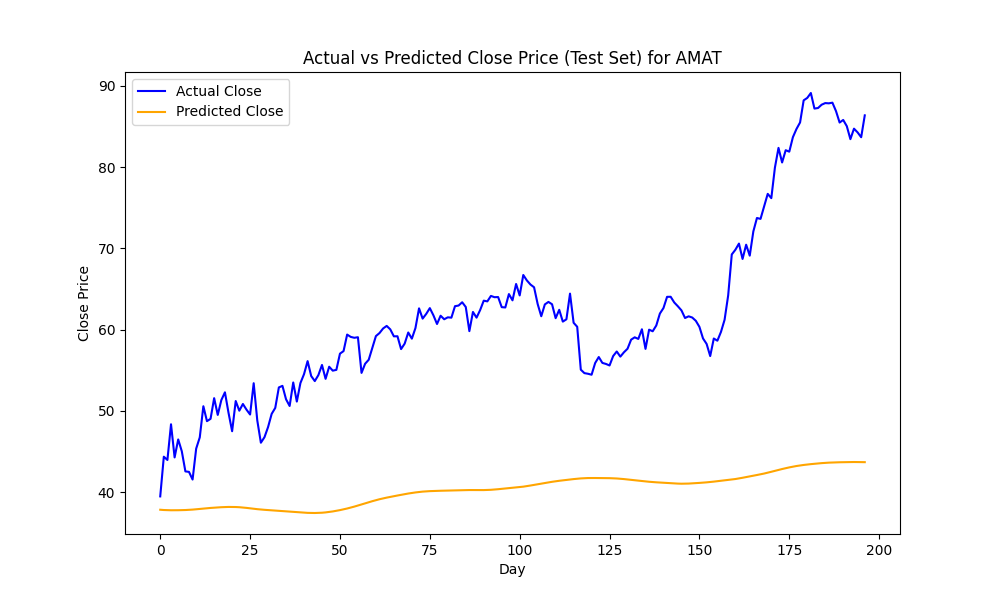 Actual vs Predicted Close Price (Test Set) for AMAT
Actual Close
Predicted Close
90
80
70
60
50
40
Close Price
0 25 50 75 100 125 150 175 200
Day